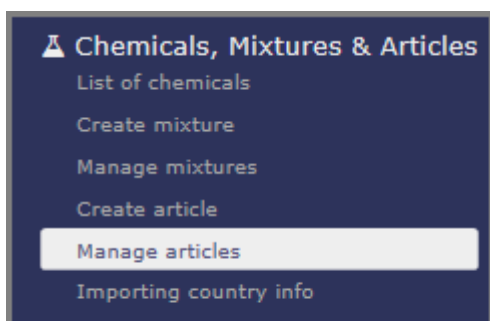 Chemicals, Mixtures & Articles
List of chemicals
Create mixture
Manage mixtures
Create article
Manage articles
Importing country info